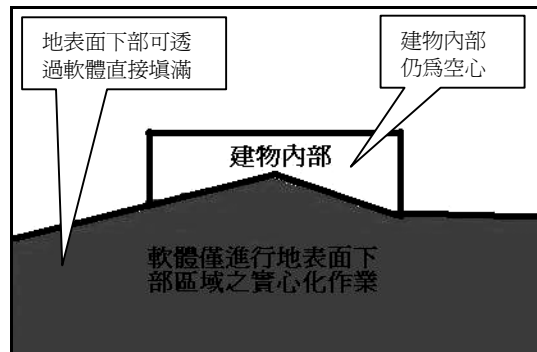 地表面下部可透
過軟體直接填滿
建物內部
仍爲空心
建物內部
軟體僅進行地表面下
部區域之實心化作業